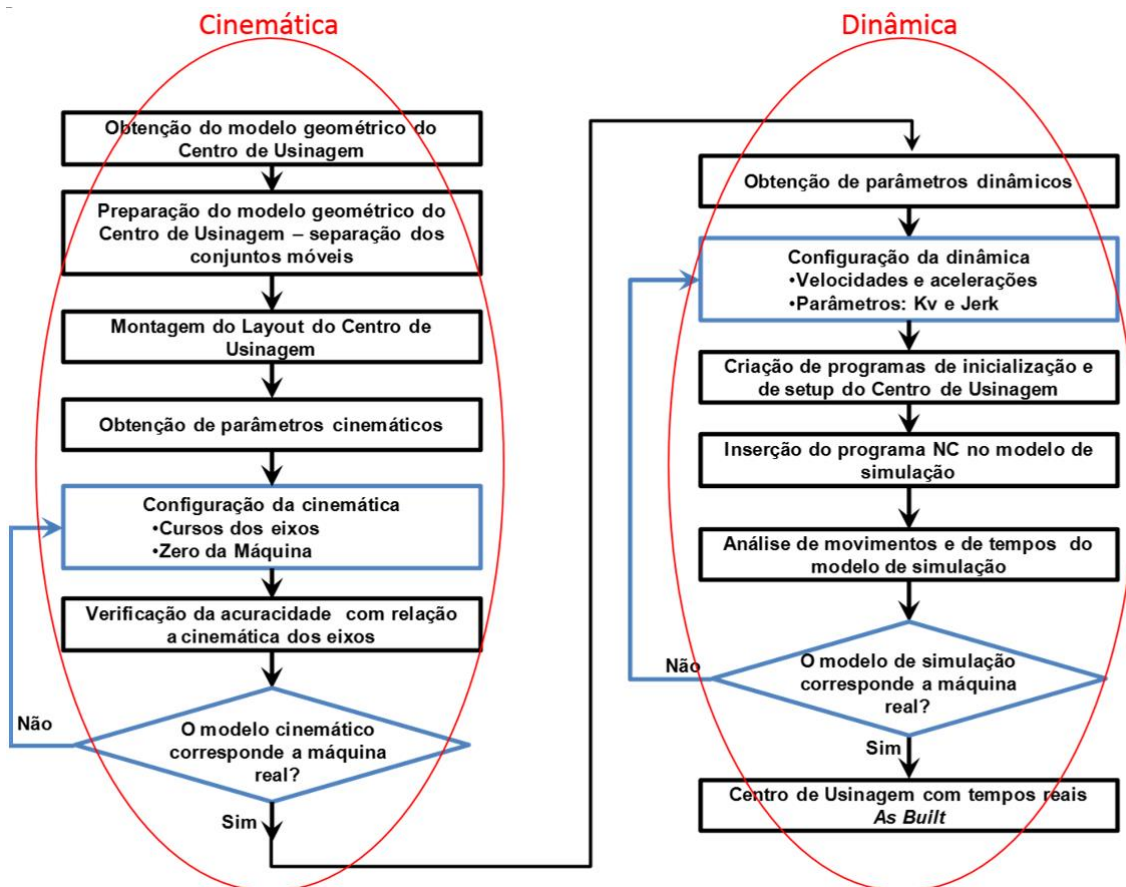 Cinemática
Obtenção do modelo geométrico do
Centro de Usinagem
Preparação do modelo geométrico do
Centro de Usinagem – separação dos
conjuntos móveis
Montagem do Layout do Centro de
Usinagem
Obtenção de parâmetros cinemáticos
Configuração da cinemática
•Cursos dos eixos
•Zero da Máquina
Verificação da acuracidade com relação
a cinemática dos eixos
Não
O modelo cinemático
corresponde a máquina
real?
Sim
Dinâmica
Obtenção de parâmetros dinâmicos
Configuração da dinâmica
•Velocidades e acelerações
•Parâmetros: Kv e Jerk
Criação de programas de inicialização e
de setup do Centro de Usinagem
Inserção do programa NC no modelo de
simulação
Análise de movimentos e de tempos do
modelo de simulação
Não
O modelo de simulação
corresponde a máquina
real?
Sim
Centro de Usinagem com tempos reais
As Built